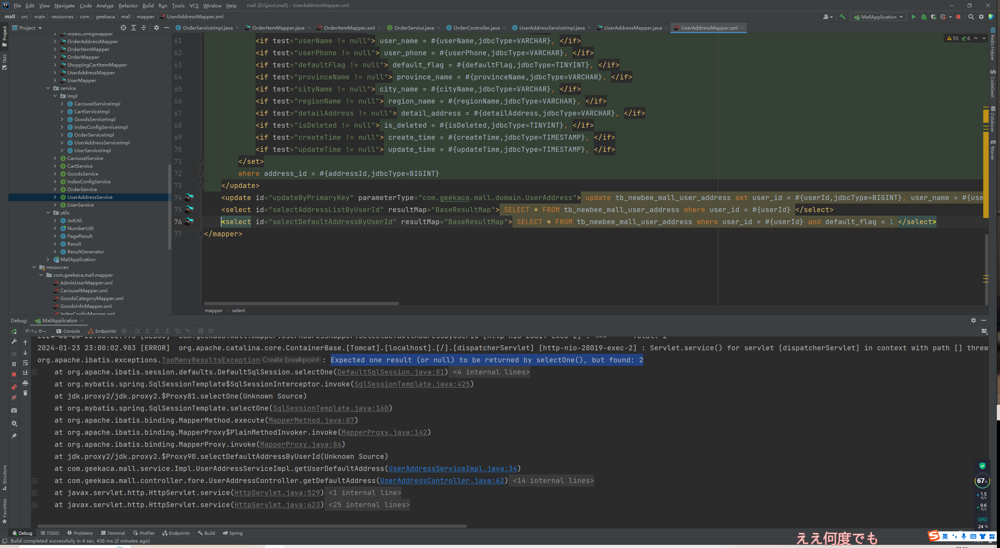 File Edit View Navigate Code Analyze Refactor Build Run Tools VCS Window Help mall [D:\java\mall] - UserAddressMapper.xml
mall src main resources com geekaca mall mapper UserAddressMapper.xml
MallApplication
Project
OrderServiceImpl.java OrderItemMapper.java OrderItemMapper.xml OrderService.java OrderController.java UserAddressServiceImpl.java UserAddressMapper.java UserAddressMapper.xml
Project
TMS
Structure
Favorites
IndexConfigMapper
OrderAddressMapper
OrderItemMapper
OrderMapper
ShoppingCartItemMapper
UserAddressMapper
UserMapper
service
Impl
CarouselServiceImpl
CartServiceImpl
GoodsServiceImpl
IndexConfigServiceImpl
OrderServiceImpl
UserAddressServiceImpl
UserServiceImpl
CarouselService
CartService
GoodsService
IndexConfigService
OrderService
UserAddressService
UserService
utils
JwtUtil
NumberUtil
PageResult
Result
ResultGenerator
MallApplication
resources
com.geekaca.mall.mapper
AdminUserMapper.xml
CarouselMapper.xml
GoodsCategoryMapper.xml
GoodsInfoMapper.xml
IndexConfigMapper.xml
55 6
61 <if test="userName != null"> user_name = #{userName,jdbcType=VARCHAR}, </if>
62 <if test="userPhone != null"> user_phone = #{userPhone,jdbcType=VARCHAR}, </if>
63 <if test="defaultFlag != null"> default_flag = #{defaultFlag,jdbcType=TINYINT}, </if>
64 <if test="provinceName != null"> province_name = #{provinceName,jdbcType=VARCHAR}, </if>
65 <if test="cityName != null"> city_name = #{cityName,jdbcType=VARCHAR}, </if>
66 <if test="regionName != null"> region_name = #{regionName,jdbcType=VARCHAR}, </if>
67 <if test="detailAddress != null"> detail_address = #{detailAddress,jdbcType=VARCHAR}, </if>
68 <if test="isDeleted != null"> is_deleted = #{isDeleted,jdbcType=TINYINT}, </if>
69 <if test="createTime != null"> create_time = #{createTime,jdbcType=TIMESTAMP}, </if>
70 <if test="updateTime != null"> update_time = #{updateTime,jdbcType=TIMESTAMP}, </if>
71 </set>
72 where address_id = #{addressId,jdbcType=BIGINT}
73 </update>
74 <update id="updateByPrimaryKey" parameterType="com.geekaca.mall.domain.UserAddress"> update tb_newbee_mall_user_address set user_id = #{userId,jdbcType=BIGINT}, user_name = #{use
75 <select id="selectAddressListByUserId" resultMap="BaseResultMap"> SELECT * FROM tb_newbee_mall_user_address where user_id = #{userId} </select>
76 <select id="selectDefaultAddressByUserId" resultMap="BaseResultMap"> SELECT * FROM tb_newbee_mall_user_address where user_id = #{userId} and default_flag = 1 </select>
77 </mapper>
mapper select
Redis Helper
CodeGeeX
Database
Maven
Debug: MallApplication
デバッガー Console Endpoints
2024-01-23 23:00:02.983 [ERROR] org.apache.catalina.core.ContainerBase.[Tomcat].[localhost].[/].[dispatcherServlet] [http-nio-28019-exec-2] : Servlet.service() for servlet [dispatcherServlet] in context with path [] threw
org.apache.ibatis.exceptions.TooManyResultsException Create breakpoint : Expected one result (or null) to be returned by selectOne(), but found: 2
at org.apache.ibatis.session.defaults.DefaultSqlSession.selectOne(DefaultSqlSession.java:81) <4 internal lines>
at org.mybatis.spring.SqlSessionTemplate$SqlSessionInterceptor.invoke(SqlSessionTemplate.java:425)
at jdk.proxy2/jdk.proxy2.$Proxy81.selectOne(Unknown Source)
at org.mybatis.spring.SqlSessionTemplate.selectOne(SqlSessionTemplate.java:160)
at org.apache.ibatis.binding.MapperMethod.execute(MapperMethod.java:87)
at org.apache.ibatis.binding.MapperProxy$PlainMethodInvoker.invoke(MapperProxy.java:142)
at org.apache.ibatis.binding.MapperProxy.invoke(MapperProxy.java:86)
at jdk.proxy2/jdk.proxy2.$Proxy90.selectDefaultAddressByUserId(Unknown Source)
at com.geekaca.mall.service.Impl.UserAddressServiceImpl.getUserDefaultAddress(UserAddressServiceImpl.java:34)
at com.geekaca.mall.controller.fore.UserAddressController.getDefaultAddress(UserAddressController.java:62) <14 internal lines>
at javax.servlet.http.HttpServlet.service(HttpServlet.java:529) <1 internal line>
at javax.servlet.http.HttpServlet.service(HttpServlet.java:623) <25 internal lines>
67%
1.5
K/s
0.6
K/s
CPU
24 %
Debug TODO Problems Terminal Profiler Endpoints Build Spring
Build completed successfully in 4 sec, 436 ms (2 minutes ago)
ええ何度でも
英